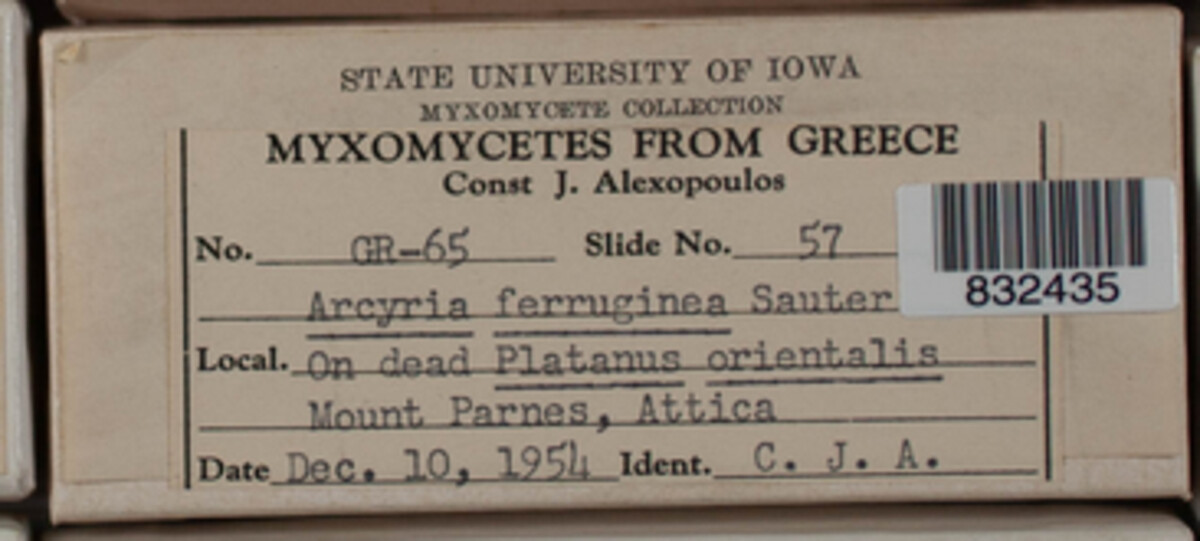 STATE UNIVERSITY OF IOWA
MYXOMYCETE COLLECTION
MYXOMYCETES FROM GREECE
Const J. Alexopoulos
No. GR-65 Slide No. 57
832435
Arcyria ferruginea Sauter
Local. On dead Platanus orientalis
Mount Parnes, Attica
Date Dec. 10, 1954 Ident. C. J. A.